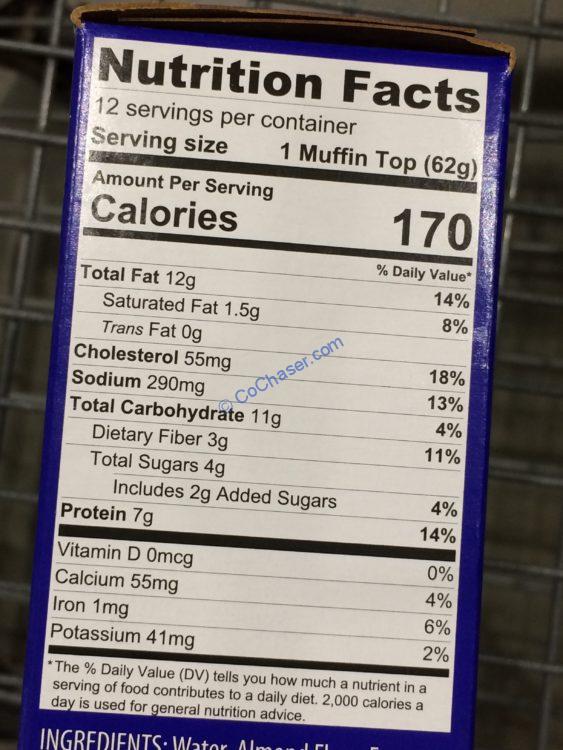 Nutrition Facts
12 servings per container
Serving size 1 Muffin Top (62g)
Amount Per Serving
Calories 170
% Daily Value*
Total Fat 12g 14%
Saturated Fat 1.5g 8%
Trans Fat 0g
Cholesterol 55mg 18%
Sodium 290mg 13%
Total Carbohydrate 11g 4%
Dietary Fiber 3g 11%
Total Sugars 4g
Includes 2g Added Sugars 4%
Protein 7g 14%
Vitamin D 0mcg 0%
Calcium 55mg 4%
Iron 1mg 6%
Potassium 41mg 2%
*The % Daily Value (DV) tells you how much a nutrient in a
serving of food contributes to a daily diet. 2,000 calories a
day is used for general nutrition advice.
INGREDIENTS: Water, Almond
© CoChaser.com